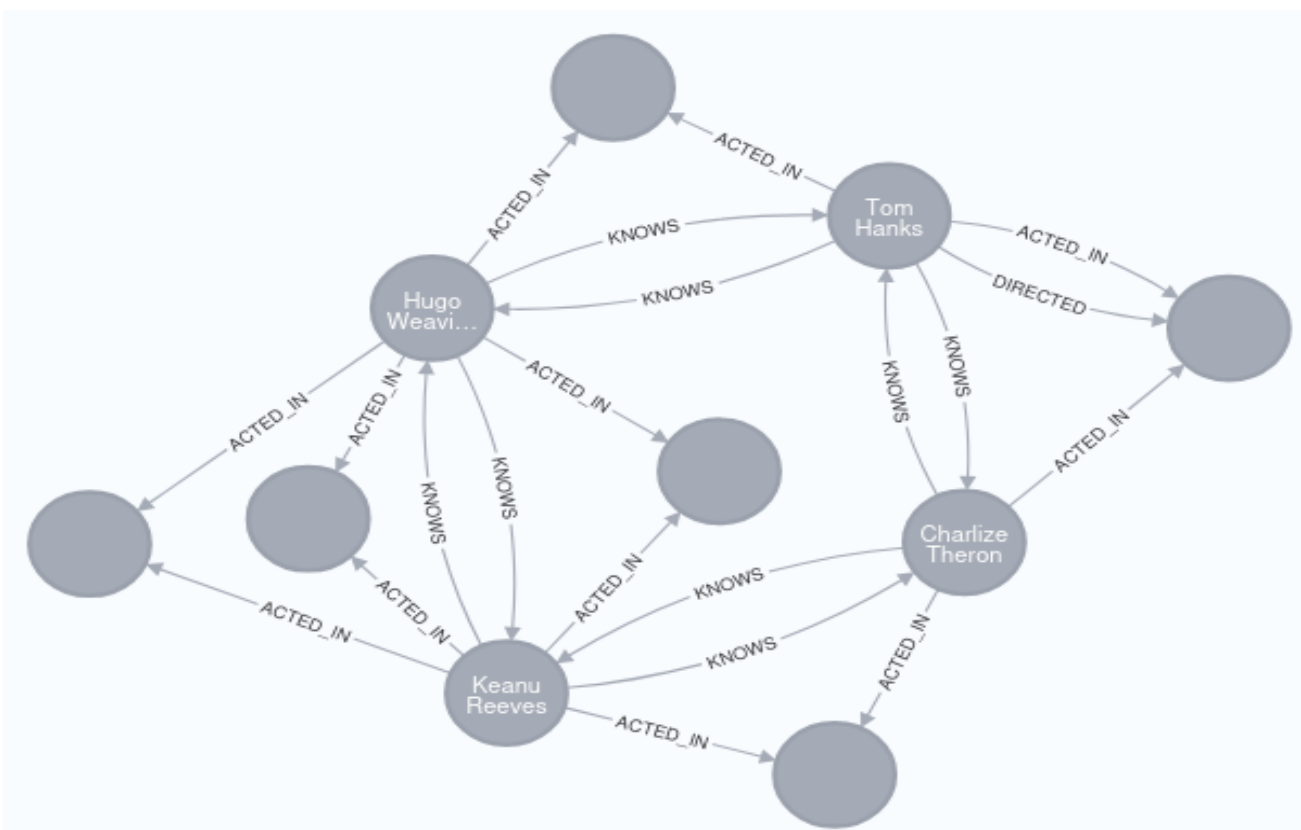 ACTED_IN
ACTED_IN
Tom
Hanks
KNOWS
ACTED_IN
DIRECTED
KNOWS
Hugo
Weavi...
KNOWS
KNOWS
ACTED_IN
ACTED_IN
ACTED_IN
ACTED_IN
KNOWS
KNOWS
Charlize
Theron
KNOWS
ACTED_IN
ACTED_IN
ACTED_IN
KNOWS
ACTED_IN
Keanu
Reeves
ACTED_IN